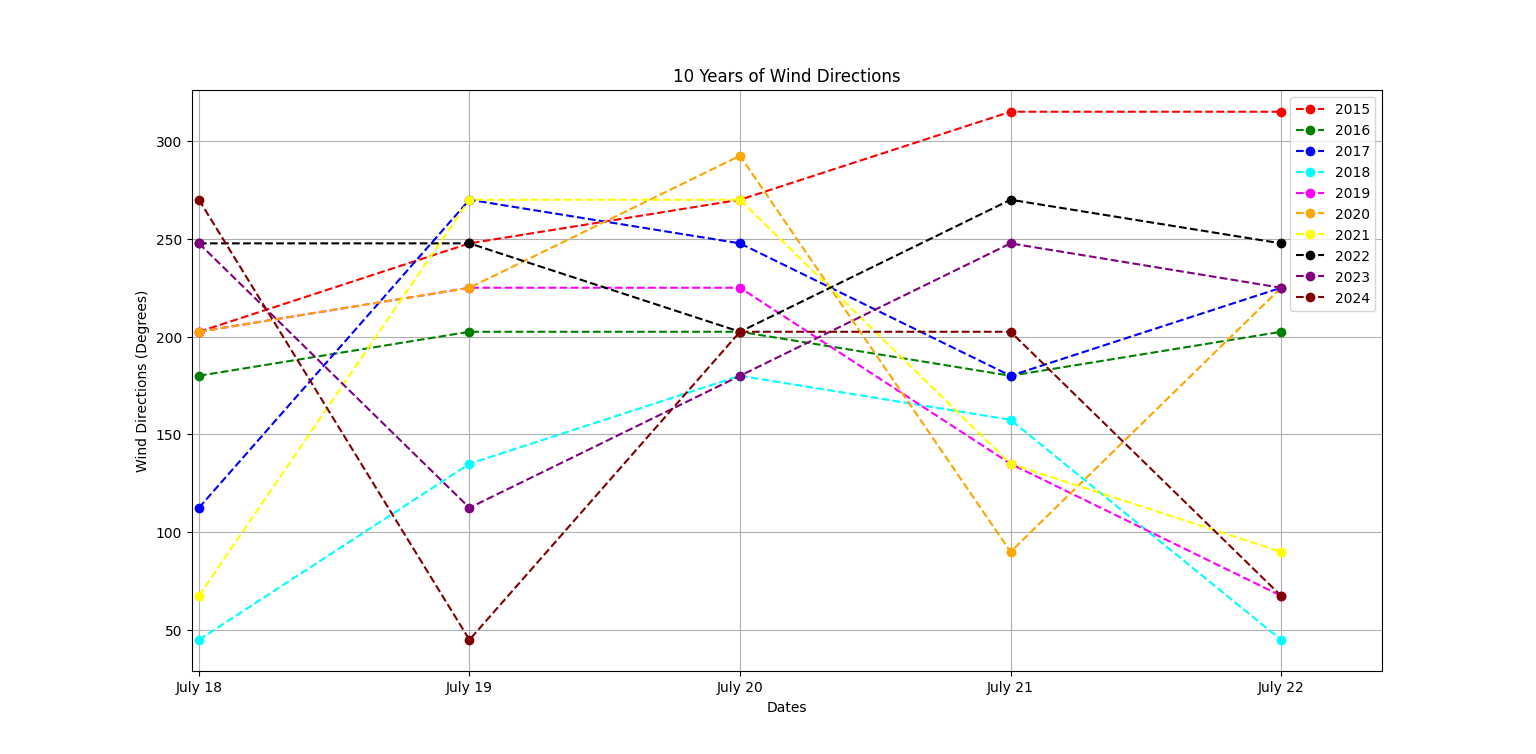 10 Years of Wind Directions
Wind Directions (Degrees)
300
250
200
150
100
50
July 18
July 19
July 20
July 21
July 22
Dates
2015
2016
2017
2018
2019
2020
2021
2022
2023
2024